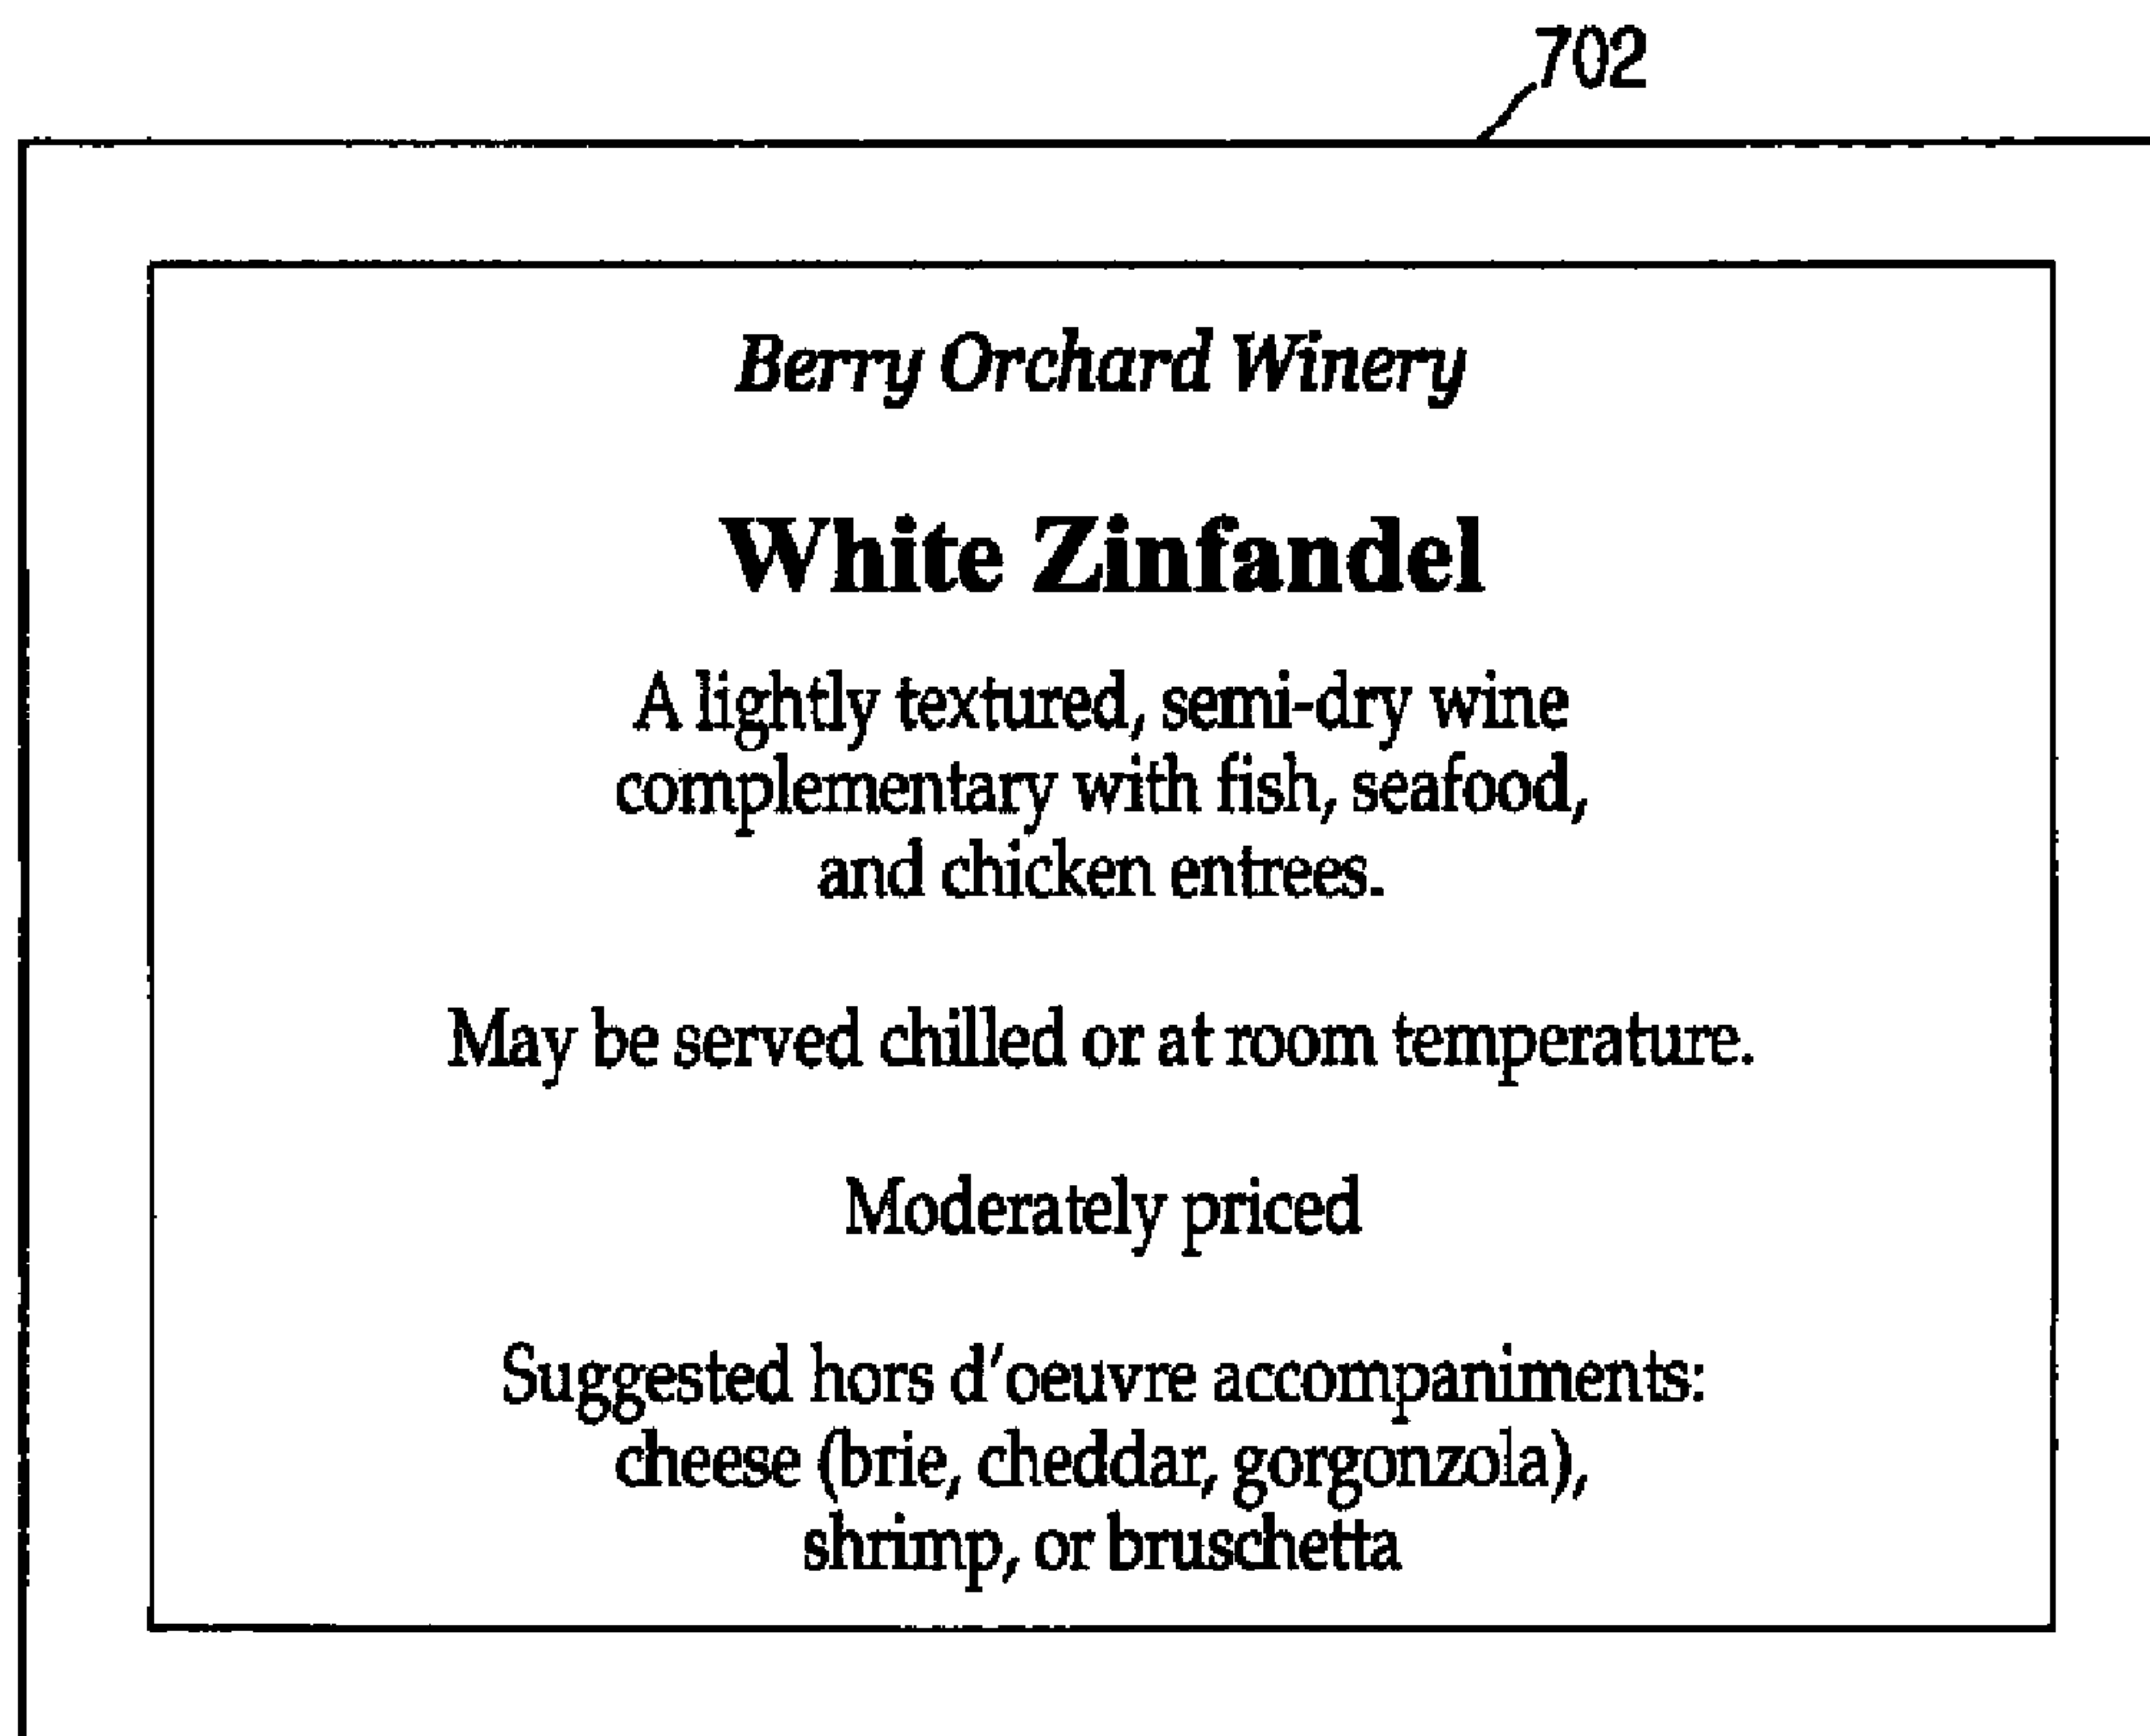 702
Berry Orchard Winery
White Zinfandel
A lightly textured, semi-dry wine
complementary with fish, seafood,
and chicken entrees.
May be served chilled or at room temperature.
Moderately priced
Suggested hors d'oeuvre accompaniments:
cheese (brie, cheddar, gorgonzola),
shrimp, or bruschetta